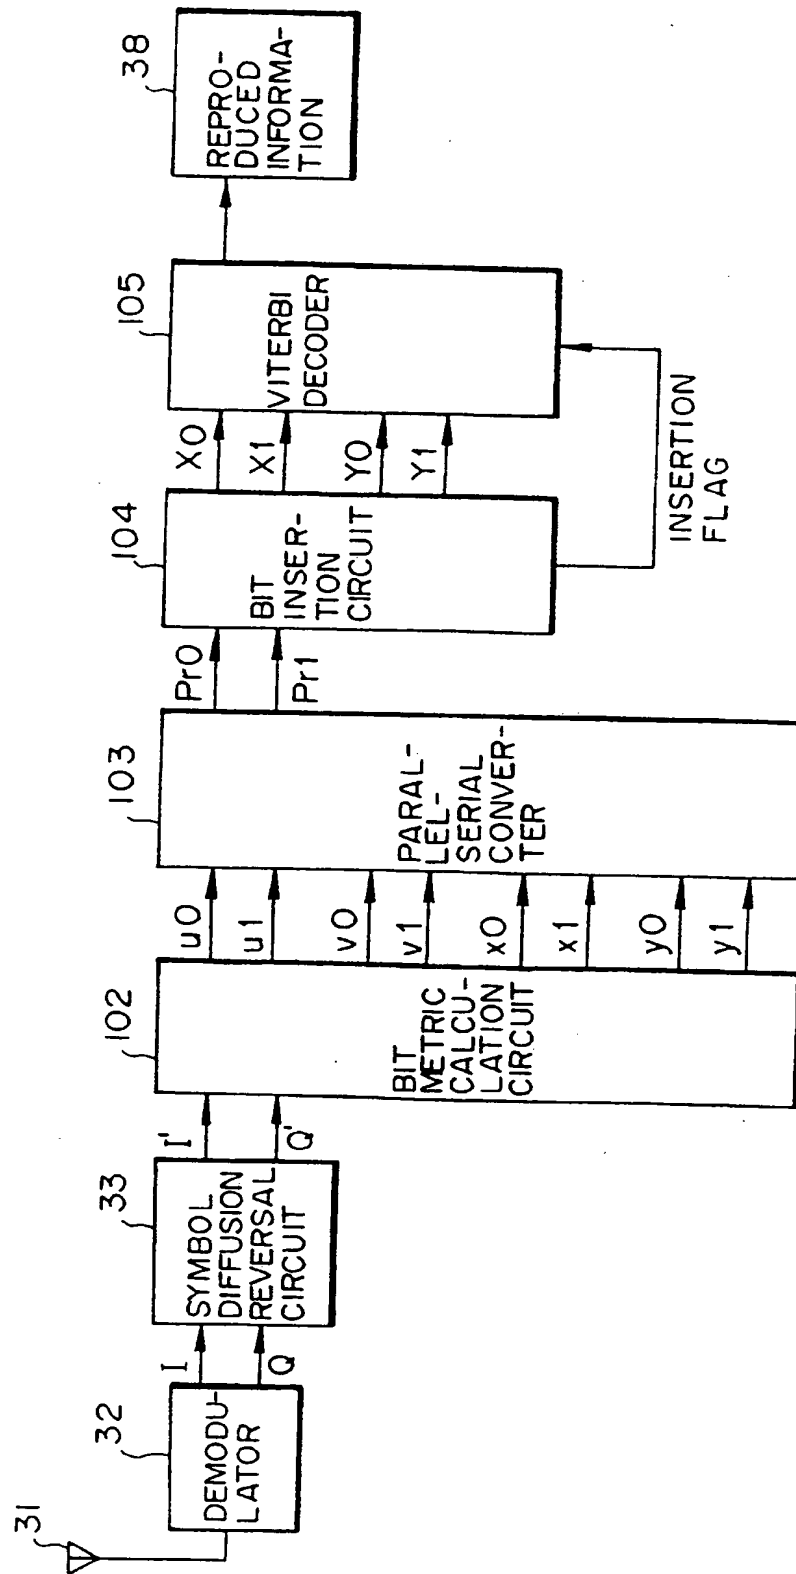 31
32
DEMODU-
LATOR
I
Q
33
SYMBOL
DIFFUSION
REVERSAL
CIRCUIT
I'
Q'
102
BIT
METRIC
CALCU-
LATION
CIRCUIT
u0
u1
v0
v1
x0
x1
y0
y1
103
PARAL-
LEL-
SERIAL
CONVER-
TER
Pr0
Pr1
104
BIT
INSER-
TION
CIRCUIT
X0
X1
Y0
Y1
INSERTION
FLAG
105
VITERBI
DECODER
38
REPRO-
DUCED
INFORMA-
TION